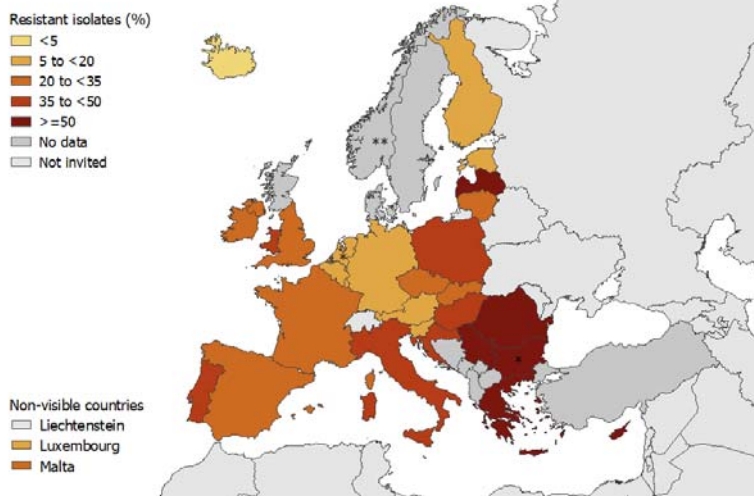 Resistant isolates (%)
<5
5 to <20
20 to <35
35 to <50
>=50
No data
Not invited
**
*
*
Non-visible countries
Liechtenstein
Luxembourg
Malta